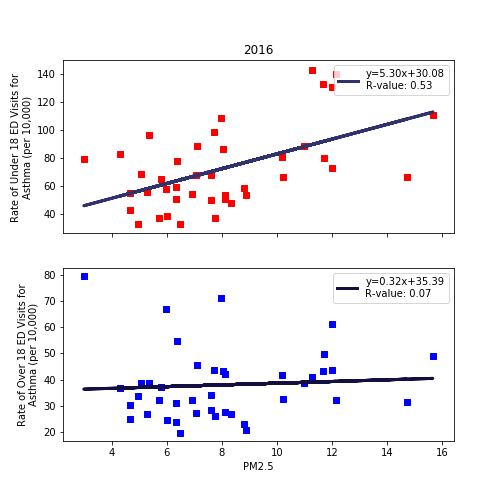 2016
Rate of Under 18 ED Visits for
Asthma (per 10,000)
140
120
100
80
60
40
y=5.30x+30.08
R-value: 0.53
Rate of Over 18 ED Visits for
Asthma (per 10,000)
80
70
60
50
40
30
20
y=0.32x+35.39
R-value: 0.07
4 6 8 10 12 14 16
PM2.5